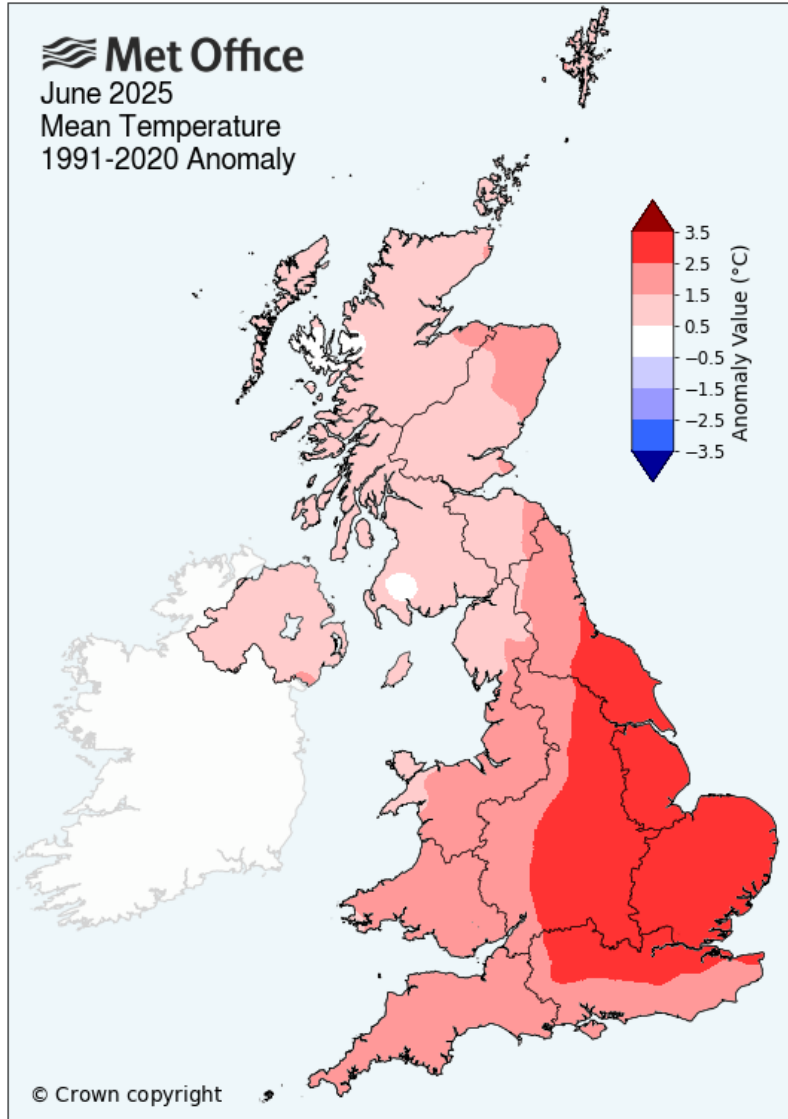 Met Office
June 2025
Mean Temperature
1991-2020 Anomaly
3.5
2.5
1.5
0.5
−0.5
−1.5
−2.5
−3.5
Anomaly Value (°C)
© Crown copyright